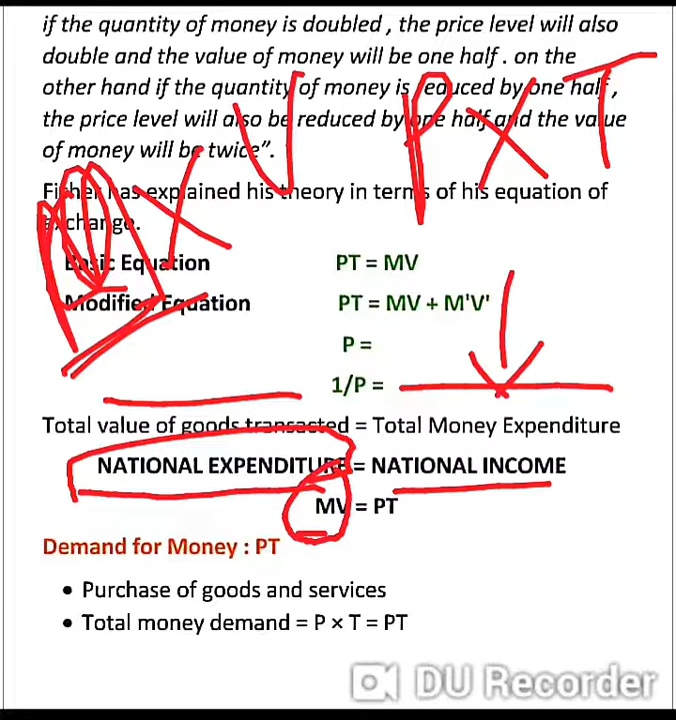 if the quantity of money is doubled , the price level will also
double and the value of money will be one half . on the
other hand if the quantity of money is reduced by one half ,
the price level will also be reduced by one half and the value
of money will be twice”.
Fisher has explained his theory in terms of his equation of
exchange.
Basic Equation PT = MV
Modified Equation PT = MV + M'V'
P =
1/P =
Total value of goods transacted = Total Money Expenditure
NATIONAL EXPENDITURE = NATIONAL INCOME
MV = PT
Demand for Money : PT
• Purchase of goods and services
• Total money demand = P x T = PT
V P X T
DU Recorder